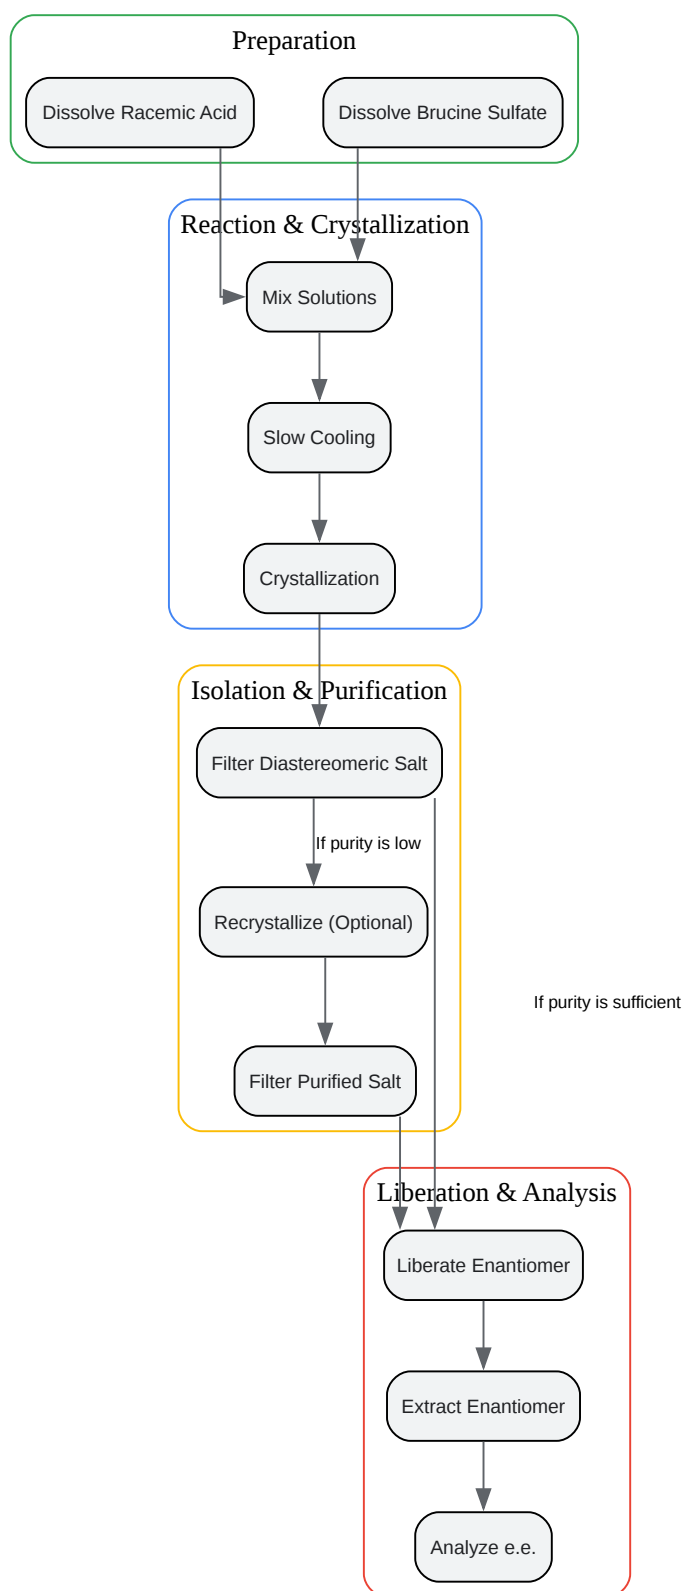 Preparation
Dissolve Racemic Acid
Dissolve Brucine Sulfate
Reaction & Crystallization
Mix Solutions
Slow Cooling
Crystallization
Isolation & Purification
Filter Diastereomeric Salt
If purity is low
Recrystallize (Optional)
If purity is sufficient
Filter Purified Salt
Liberation & Analysis
Liberate Enantiomer
Extract Enantiomer
Analyze e.e.